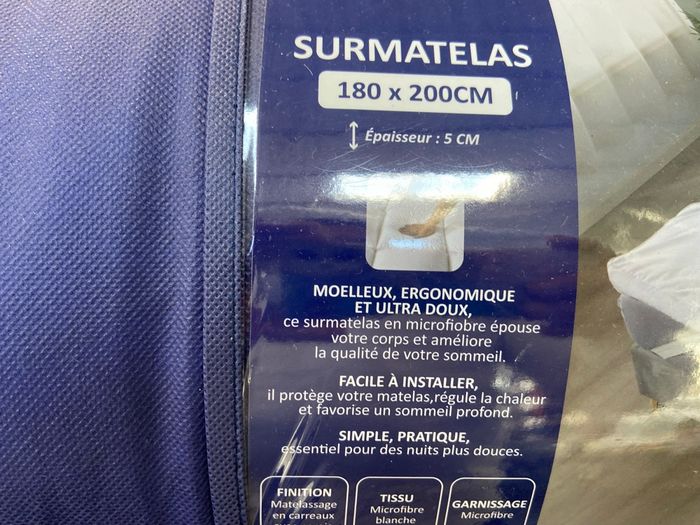 SURMATELAS
180 x 200CM
Épaisseur : 5 CM
MOELLEUX, ERGONOMIQUE
ET ULTRA DOUX,
ce surmatelas en microfiobre épouse
votre corps et améliore
la qualité de votre sommeil.
FACILE À INSTALLER,
il protège votre matelas,régule la chaleur
et favorise un sommeil profond.
SIMPLE, PRATIQUE,
essentiel pour des nuits plus douces.
FINITION
Matelassage
en carreaux
TISSU
Microfibre
blanche
GARNISSAGE
Microfibre